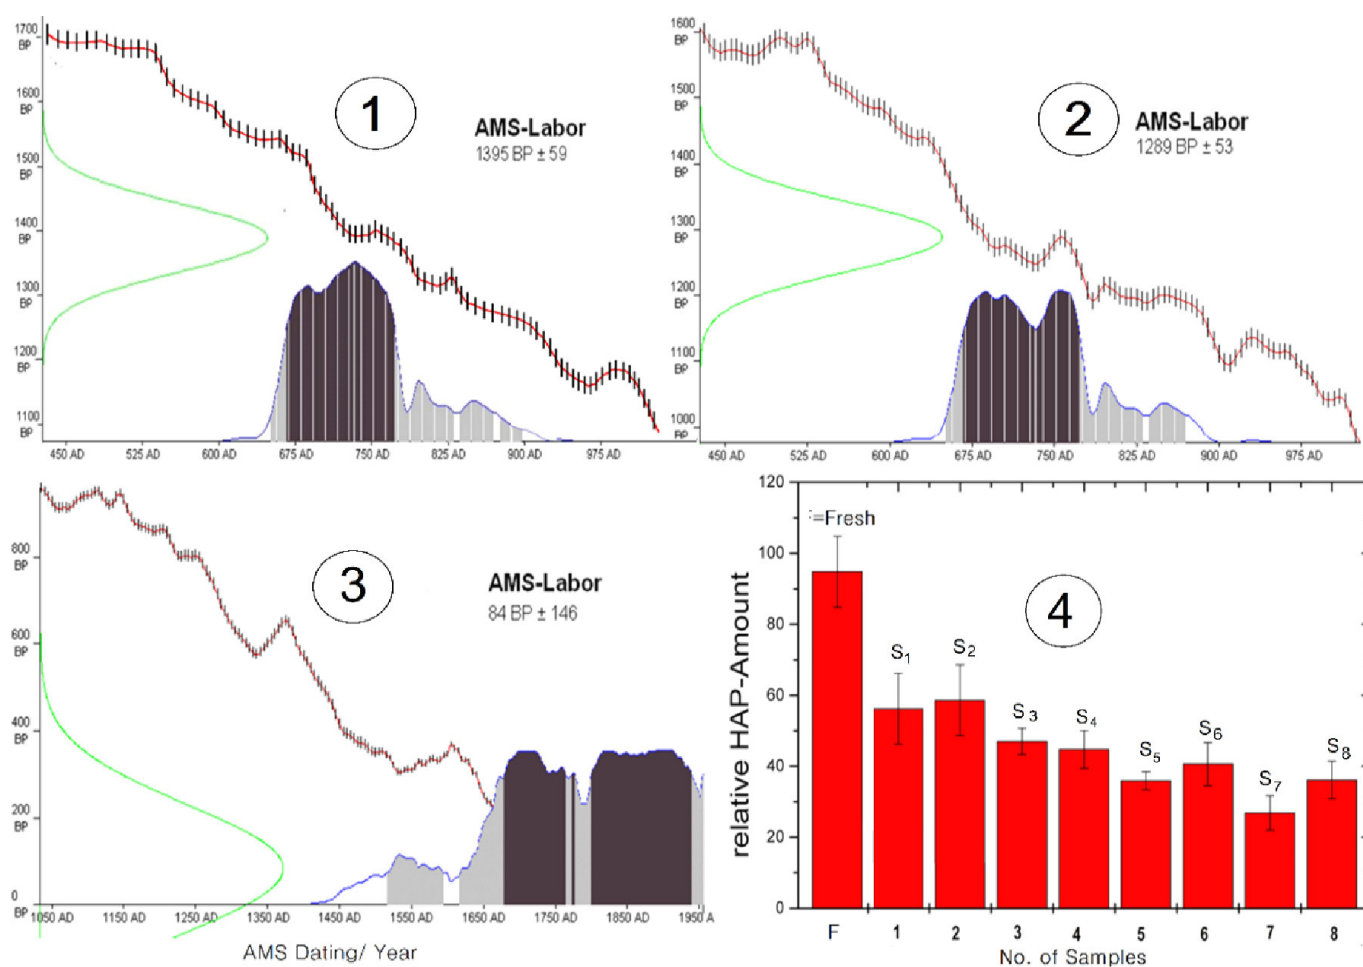 1700
BP
1600
BP
1500
BP
1400
BP
1300
BP
1200
BP
1100
BP
1
AMS-Labor
1395 BP ± 59
450 AD 525 AD 600 AD 675 AD 750 AD 825 AD 900 AD 975 AD
1600
BP
1500
BP
1400
BP
1300
BP
1200
BP
1100
BP
1000
BP
2
AMS-Labor
1289 BP ± 53
450 AD 525 AD 600 AD 675 AD 750 AD 825 AD 900 AD 975 AD
800
BP
600
BP
400
BP
200
BP
0
BP
3
AMS-Labor
84 BP ± 146
1050 AD 1150 AD 1250 AD 1350 AD 1450 AD 1550 AD 1650 AD 1750 AD 1850 AD 1950 A
AMS Dating/ Year
120
100
80
60
40
20
0
relative HAP-Amount
=Fresh
4
S1
S2
S3
S4
S5
S6
S7
S8
F 1 2 3 4 5 6 7 8
No. of Samples